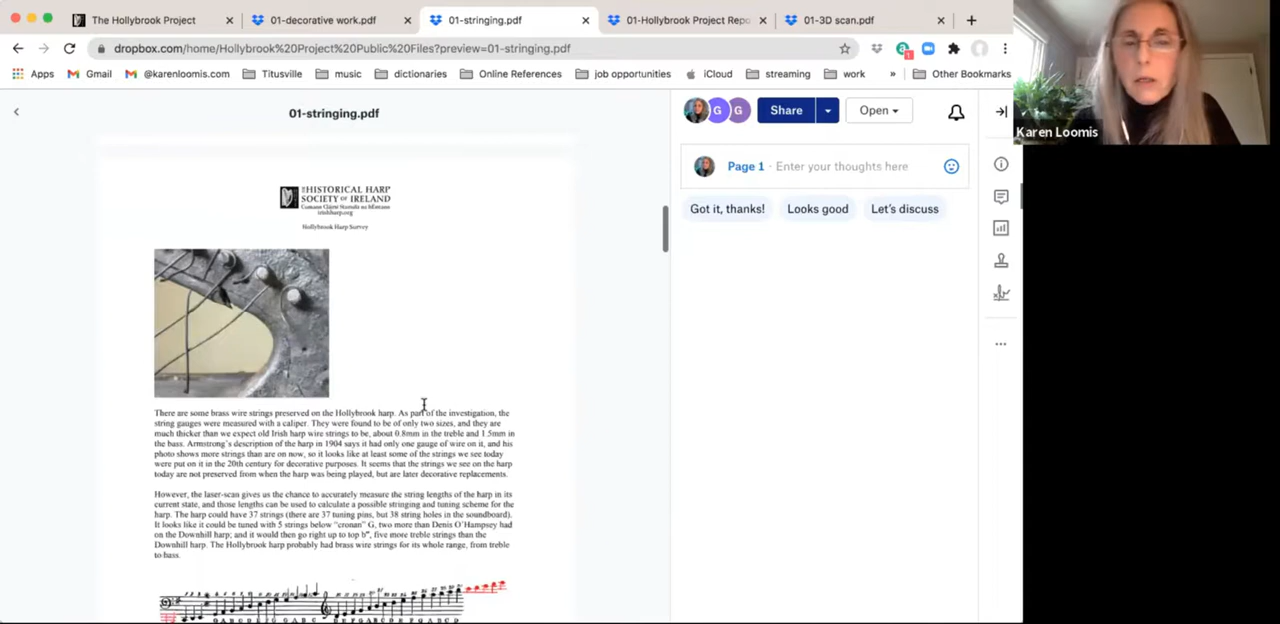 The Hollybrook Project
01-decorative work.pdf
01-stringing.pdf
01-Hollybrook Project Repo
01-3D scan.pdf
dropbox.com/home/Hollybrook%20Project%20Public%20Files?preview=01-stringing.pdf
Apps Gmail @karenloomis.com Titusville music dictionaries Online References job opportunities iCloud streaming work » Other Bookmarks
Karen Loomis
01-stringing.pdf
G G Share Open
Page 1 · Enter your thoughts here
Got it, thanks! Looks good Let's discuss
THE HISTORICAL HARP
SOCIETY OF IRELAND
irishharp.org
Hollybrook Harp Survey
There are some brass wire strings preserved on the Hollybrook harp. As part of the investigation, the
string gauges were measured with a caliper. They were found to be of only two sizes, and they are
much thicker than we expect old Irish harp wire strings to be, about 0.8mm in the treble and 1.5mm in
the bass. Armstrong's description of the harp in 1904 says it had only one gauge of wire on it, and his
photo shows more strings than are on now, so it looks like at least some of the strings we see today
were put on it in the 20th century for decorative purposes. It seems that the strings we see on the harp
today are not preserved from when the harp was being played, but are later decorative replacements.
However, the laser-scan gives us the chance to accurately measure the string lengths of the harp in its
current state, and those lengths can be used to calculate a possible stringing and tuning scheme for the
harp. The harp could have 37 strings (there are 37 tuning pins, but 38 string holes in the soundboard).
It looks like it could be tuned with 5 strings below "cronan" G, two more than Denis O'Hampsey had
on the Downhill harp; and it would then go right up to top b''', five more treble strings than the
Downhill harp. The Hollybrook harp probably had brass wire strings for its whole range, from treble
to bass.